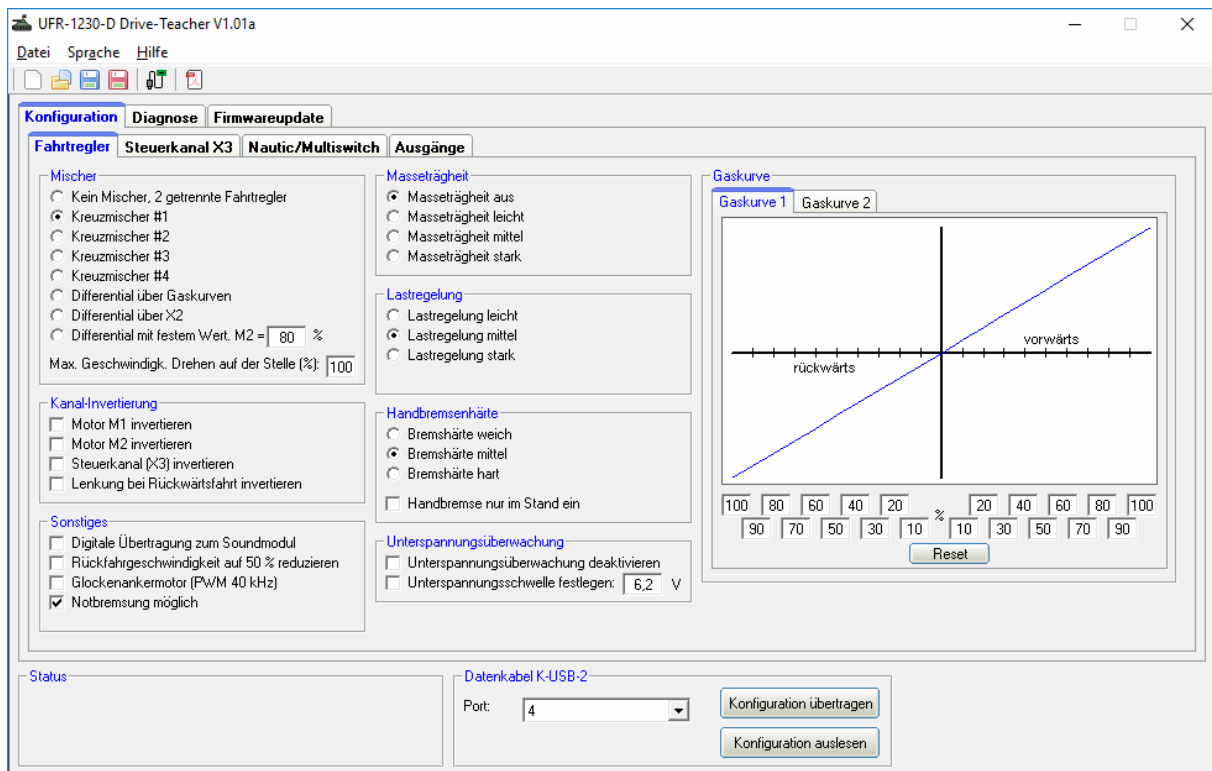 UFR-1230-D Drive-Teacher V1.01a
Datei Sprache Hilfe
Konfiguration Diagnose Firmwareupdate
Fahrtregler Steuerkanal X3 Nautic/Multiswitch Ausgänge
Mischer
Kein Mischer, 2 getrennte Fahrtregler
Kreuzmischer #1
Kreuzmischer #2
Kreuzmischer #3
Kreuzmischer #4
Differential über Gaskurven
Differential über X2
Differential mit festem Wert. M2 = 80 %
Max. Geschwindigk. Drehen auf der Stelle (%): 100
Kanal-Invertierung
Motor M1 invertieren
Motor M2 invertieren
Steuerkanal (X3) invertieren
Lenkung bei Rückwärtsfahrt invertieren
Sonstiges
Digitale Übertragung zum Soundmodul
Rückfahrgeschwindigkeit auf 50 % reduzieren
Glockenankermotor (PWM 40 kHz)
Notbremsung möglich
Masseträgheit
Masseträgheit aus
Masseträgheit leicht
Masseträgheit mittel
Masseträgheit stark
Lastregelung
Lastregelung leicht
Lastregelung mittel
Lastregelung stark
Handbremsenhärte
Bremshärte weich
Bremshärte mittel
Bremshärte hart
Handbremse nur im Stand ein
Unterspannungsüberwachung
Unterspannungsüberwachung deaktivieren
Unterspannungsschwelle festlegen: 6,2 V
Gaskurve
Gaskurve 1 Gaskurve 2
vorwärts
rückwärts
100 80 60 40 20 % 20 40 60 80 100
90 70 50 30 10 10 30 50 70 90
Reset
Status
Datenkabel K-USB-2
Port: 4
Konfiguration übertragen
Konfiguration auslesen